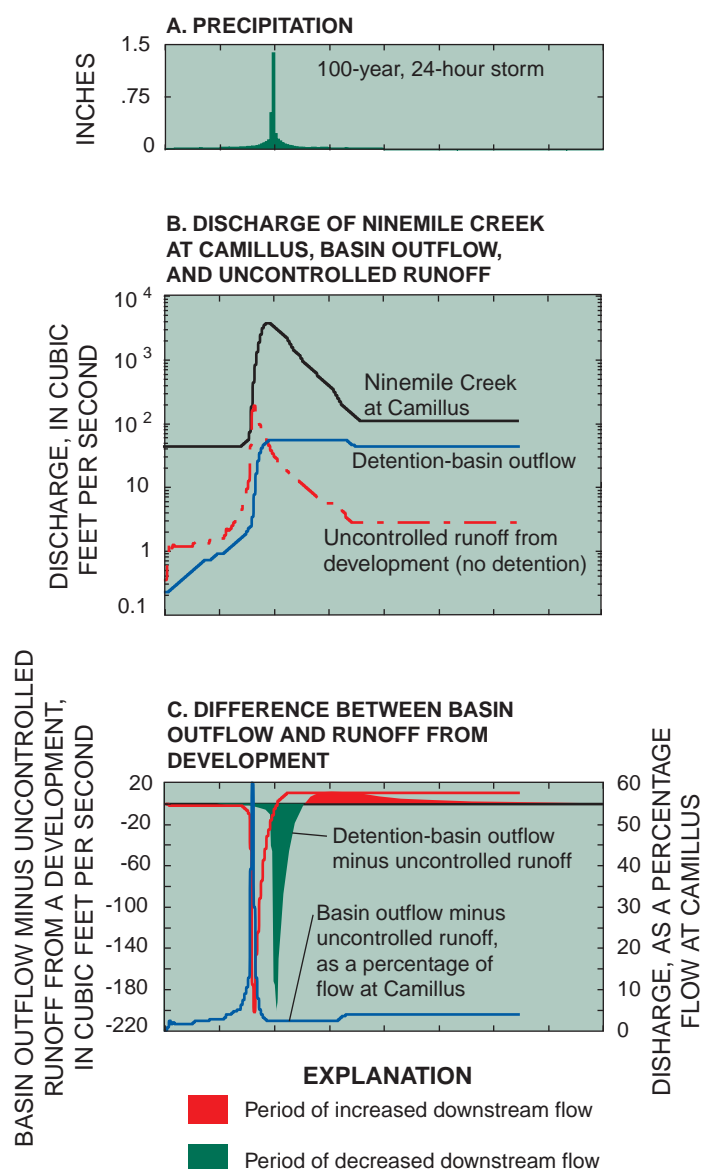 A. PRECIPITATION
INCHES
1.5
.75
0
100-year, 24-hour storm
B. DISCHARGE OF NINEMILE CREEK
AT CAMILLUS, BASIN OUTFLOW,
AND UNCONTROLLED RUNOFF
DISCHARGE, IN CUBIC
FEET PER SECOND
10 4
10 3
10 2
10
1
0.1
Ninemile Creek
at Camillus
Detention-basin outflow
Uncontrolled runoff from
development (no detention)
C. DIFFERENCE BETWEEN BASIN
OUTFLOW AND RUNOFF FROM
DEVELOPMENT
BASIN OUTFLOW MINUS UNCONTROLLED
RUNOFF FROM A DEVELOPMENT,
IN CUBIC FEET PER SECOND
20
-20
-60
-100
-140
-180
-220
Detention-basin outflow
minus uncontrolled runoff
Basin outflow minus
uncontrolled runoff,
as a percentage of
flow at Camillus
60
50
40
30
20
10
0
DISHARGE, AS A PERCENTAGE
FLOW AT CAMILLUS
EXPLANATION
Period of increased downstream flow
Period of decreased downstream flow